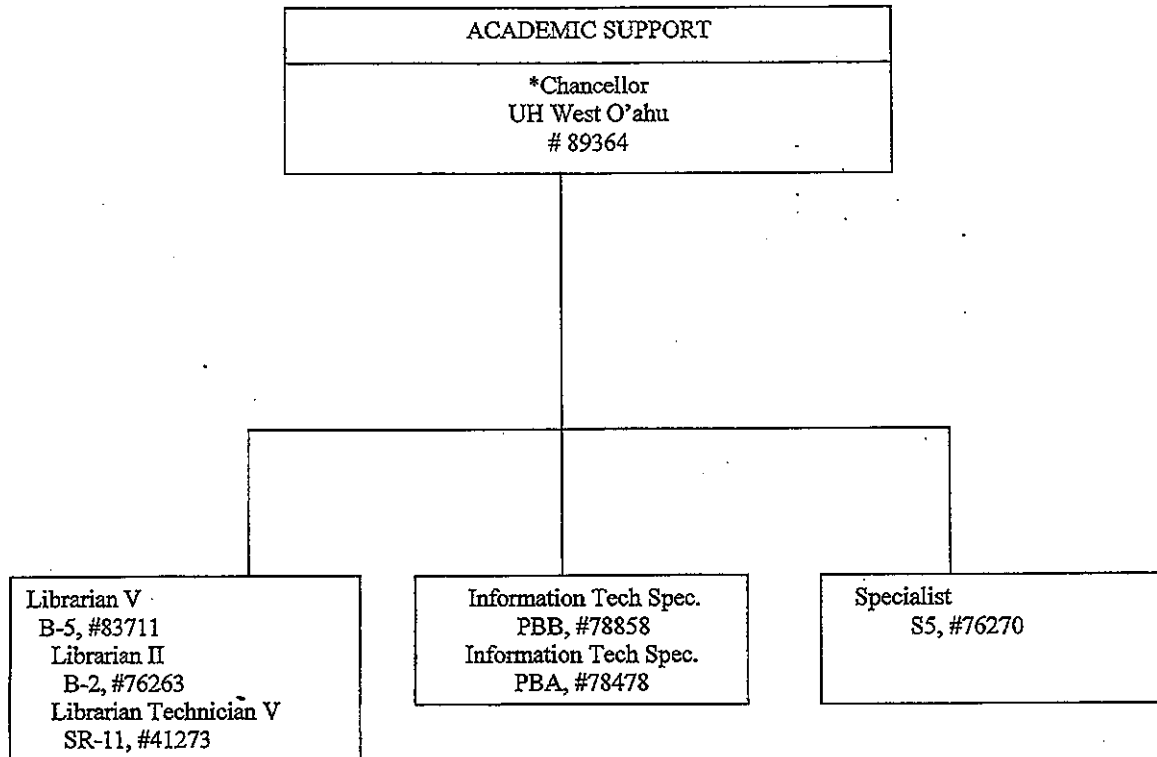 ACADEMIC SUPPORT
*Chancellor
UH West O'ahu
# 89364
Librarian V
B-5, #83711
Librarian II
B-2, #76263
Librarian Technician V
SR-11, #41273
Information Tech Spec.
PBB, #78858
Information Tech Spec.
PBA, #78478
Specialist
S5, #76270